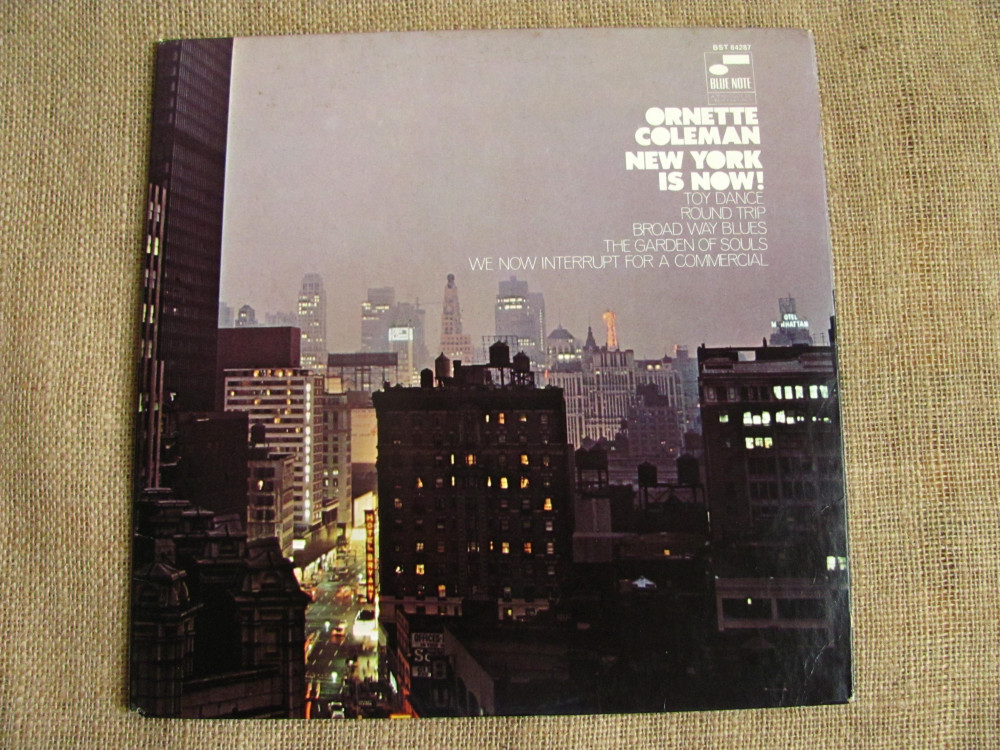 BST 84287
BLUE NOTE
ORNETTE
COLEMAN
NEW YORK
IS NOW!
TOY DANCE
ROUND TRIP
BROAD WAY BLUES
THE GARDEN OF SOULS
WE NOW INTERRUPT FOR A COMMERCIAL
OFFICES